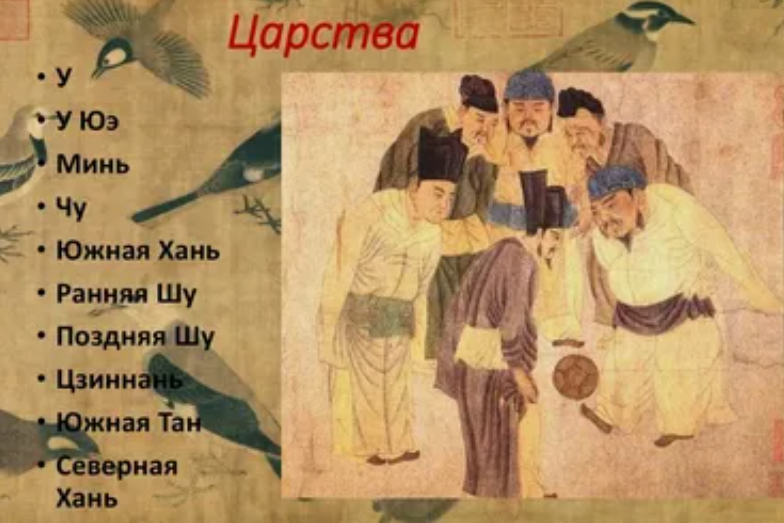 Царства
• У
• У Юэ
• Минь
• Чу
• Южная Хань
• Ранняя Шу
• Поздняя Шу
• Цзиннань
• Южная Тан
• Северная
Хань